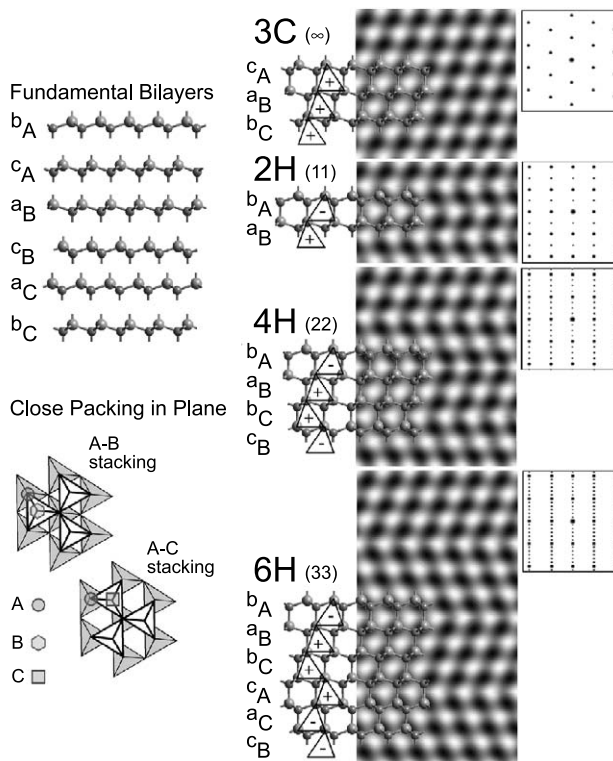 Fundamental Bilayers
bA
cA
aB
cB
aC
bC
Close Packing in Plane
A-B
stacking
A-C
stacking
A
B
C
3C (∞)
cA
aB
bC
+
+
+
2H (11)
bA
aB
-
+
4H (22)
bA
aB
bC
cB
-
+
+
-
6H (33)
bA
aB
bC
cA
aC
cB
-
+
+
+
-
-